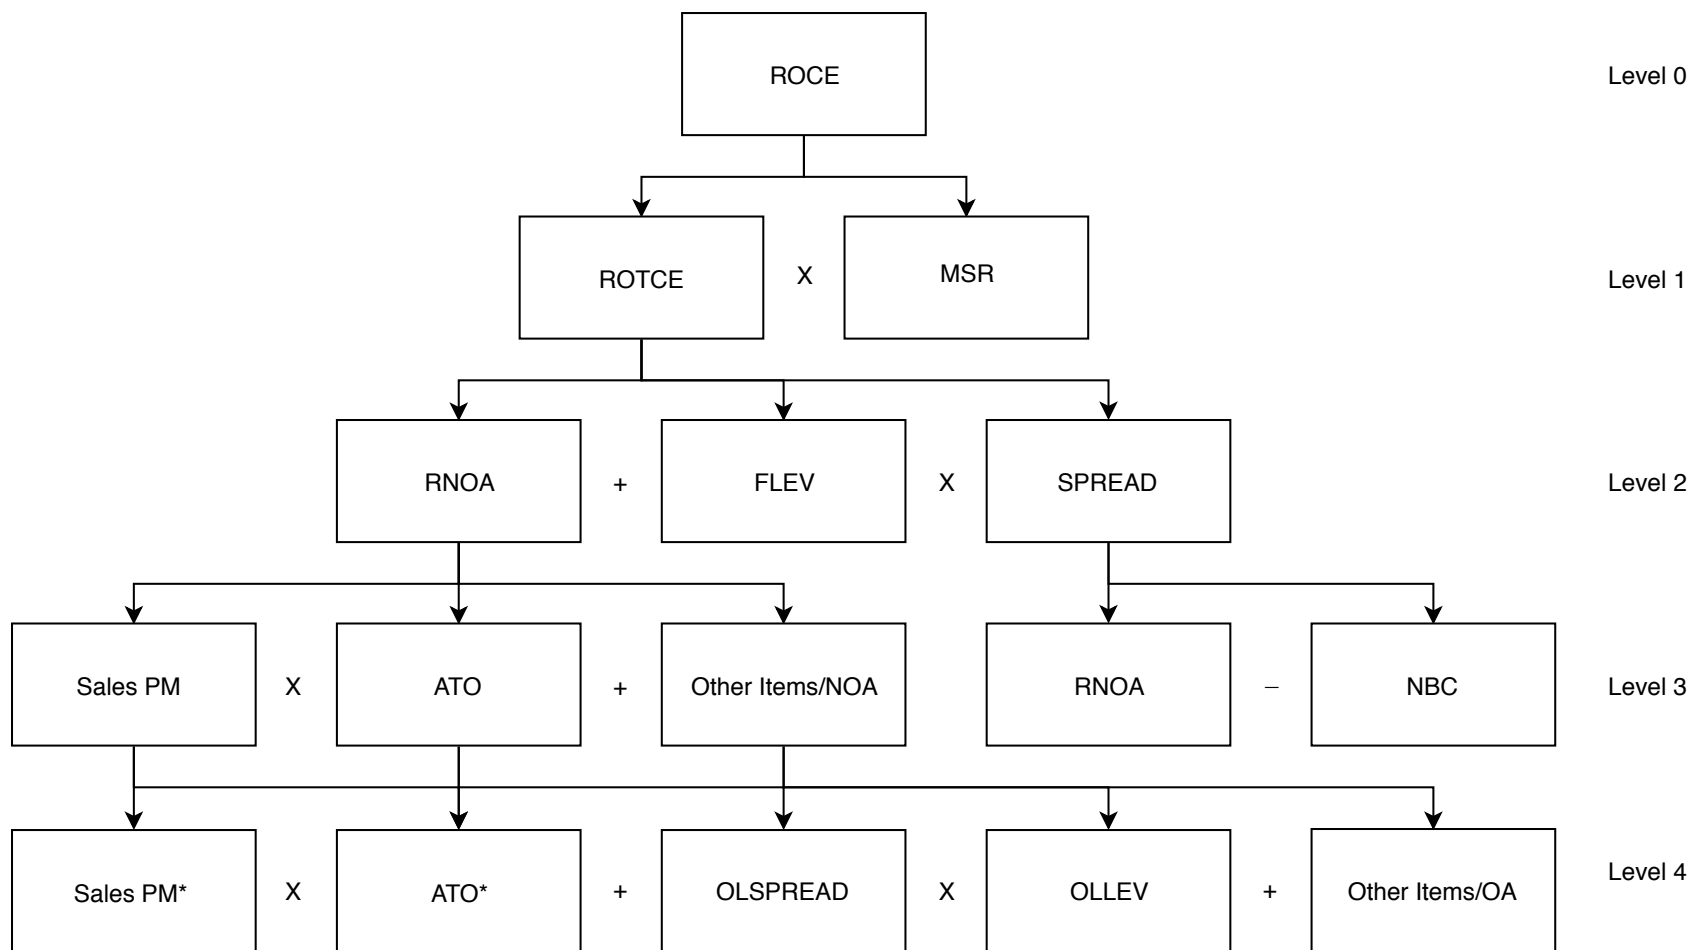 ROCE Level 0
ROTCE X MSR Level 1
RNOA + FLEV X SPREAD Level 2
Sales PM X ATO + Other Items/NOA RNOA – NBC Level 3
Sales PM* X ATO* + OLSPREAD X OLLEV + Other Items/OA Level 4